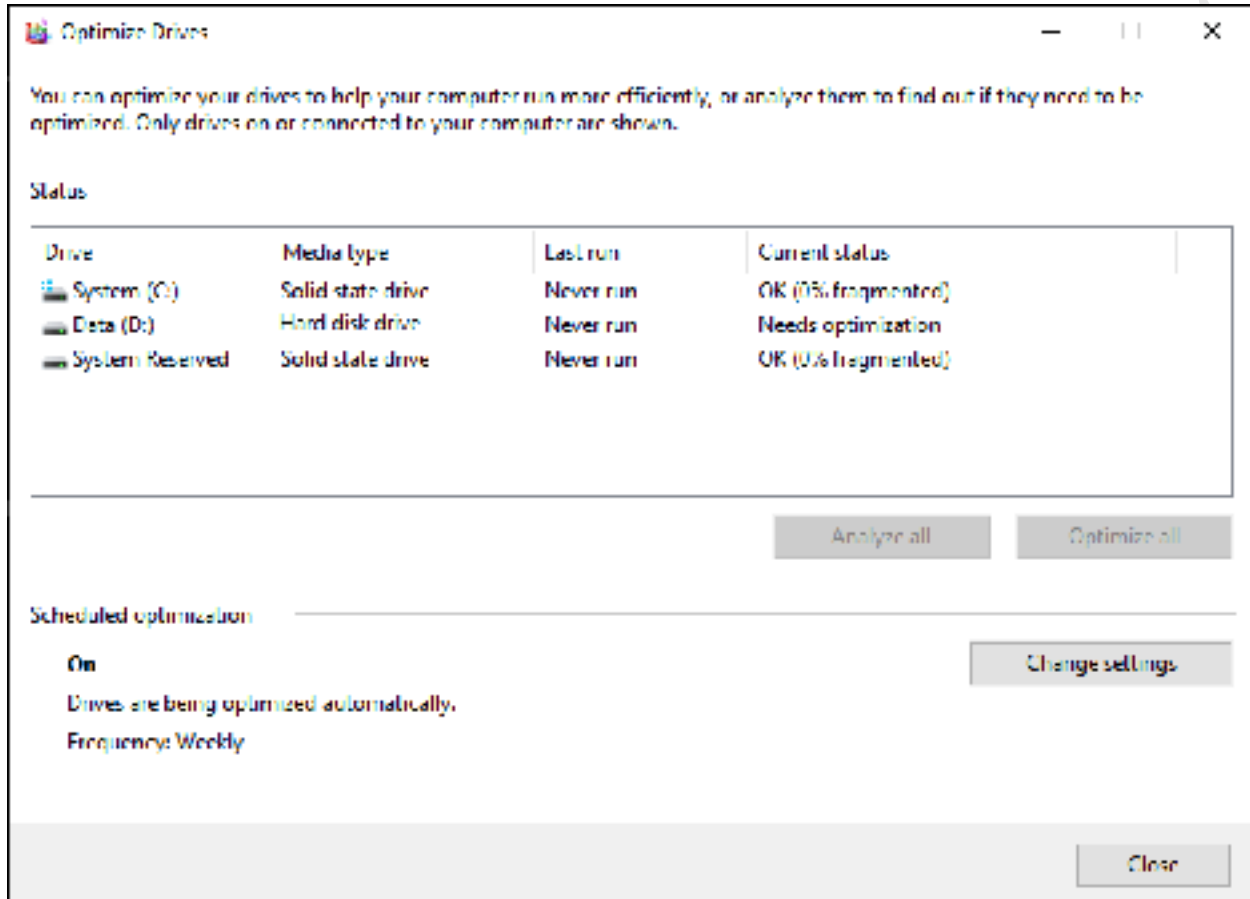 Optimize Drives
You can optimize your drives to help your computer run more efficiently, or analyze them to find out if they need to be
optimized. Only drives on or connected to your computer are shown.
Status
Drive Media type Last run Current status
System (C:) Solid state drive Never run OK (0% fragmented)
Data (D:) Hard disk drive Never run Needs optimization
System Reserved Solid state drive Never run OK (0% fragmented)
Analyze all Optimize all
Scheduled optimization
On Change settings
Drives are being optimized automatically.
Frequency: Weekly
Close